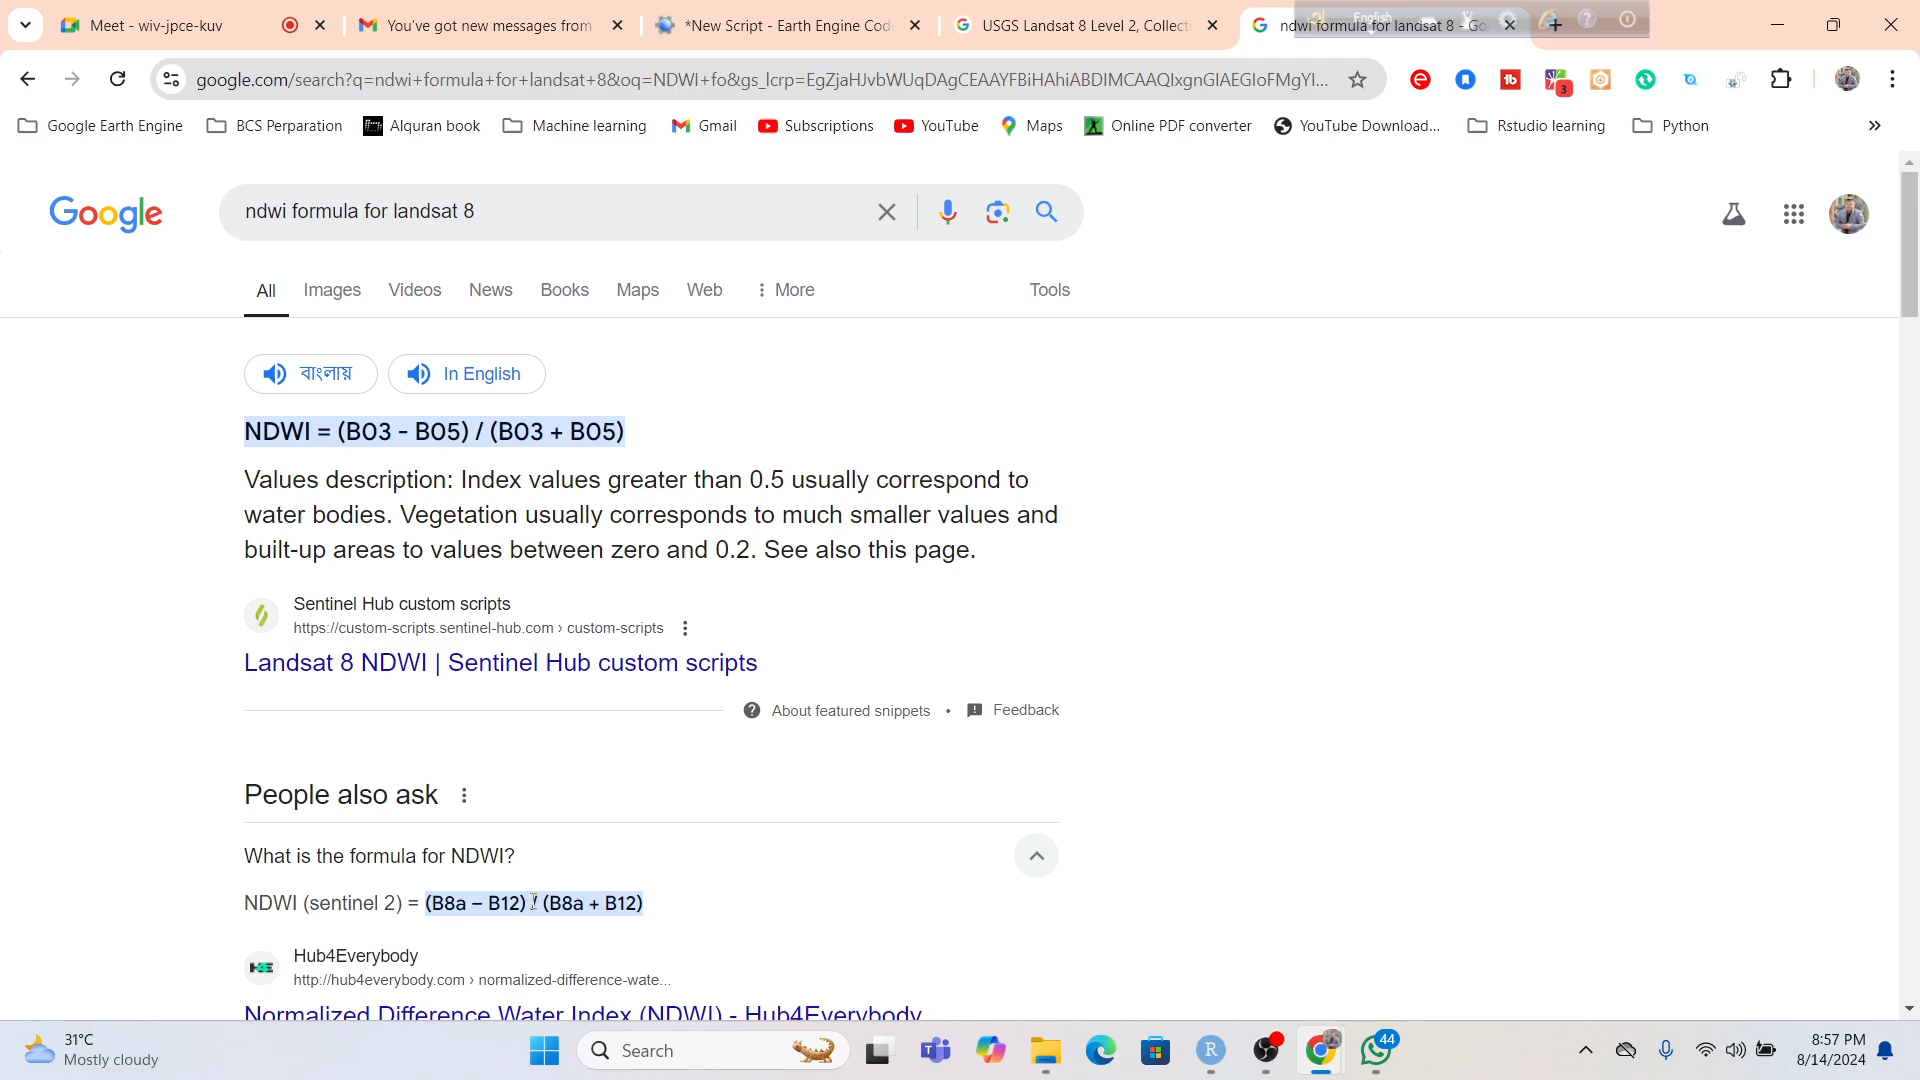 Meet - wiv-jpce-kuv
You've got new messages from
*New Script - Earth Engine Cod
USGS Landsat 8 Level 2, Collect
ndwi formula for landsat 8 - Go
English
google.com/search?q=ndwi+formula+for+landsat+8&oq=NDWI+fo&gs_lcrp=EgZjaHJvbWUqDAgCEAAYFBiHAhiABDIMCAAQIxgnGIAEGIoFMgYI...
3
Google Earth Engine
BCS Perparation
Alquran book
Machine learning
Gmail
Subscriptions
YouTube
Maps
Online PDF converter
YouTube Download...
Rstudio learning
Python
Google
ndwi formula for landsat 8
All
Images
Videos
News
Books
Maps
Web
More
Tools
বাংলায়
In English
NDWI = (B03 - B05) / (B03 + B05)
Values description: Index values greater than 0.5 usually correspond to
water bodies. Vegetation usually corresponds to much smaller values and
built-up areas to values between zero and 0.2. See also this page.
Sentinel Hub custom scripts
https://custom-scripts.sentinel-hub.com › custom-scripts
Landsat 8 NDWI | Sentinel Hub custom scripts
About featured snippets • Feedback
People also ask
What is the formula for NDWI?
NDWI (sentinel 2) = (B8a – B12) / (B8a + B12)
Hub4Everybody
http://hub4everybody.com › normalized-difference-wate...
Normalized Difference Water Index (NDWI) - Hub4Everybody
31°C
Mostly cloudy
Search
44
8:57 PM
8/14/2024